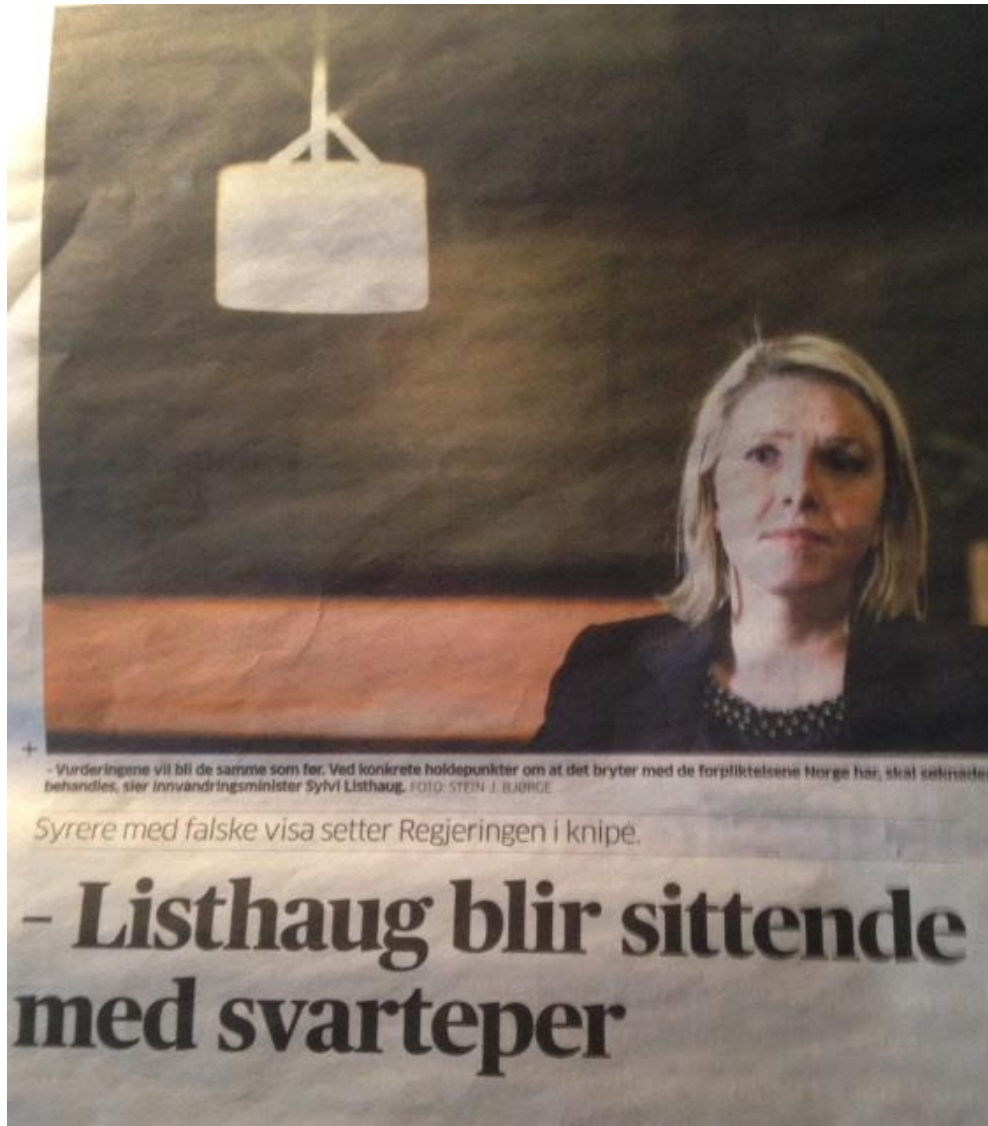 - Vurderingene vil bli de samme som før. Ved konkrete holdepunkter om at det bryter med de forpliktelsene Norge har, skal søknaden
behandles, sier innvandringsminister Sylvi Listhaug. FOTO: STEIN J. BJØRGE
Syrere med falske visa setter Regjeringen i knipe.
– Listhaug blir sittende
med svarteper